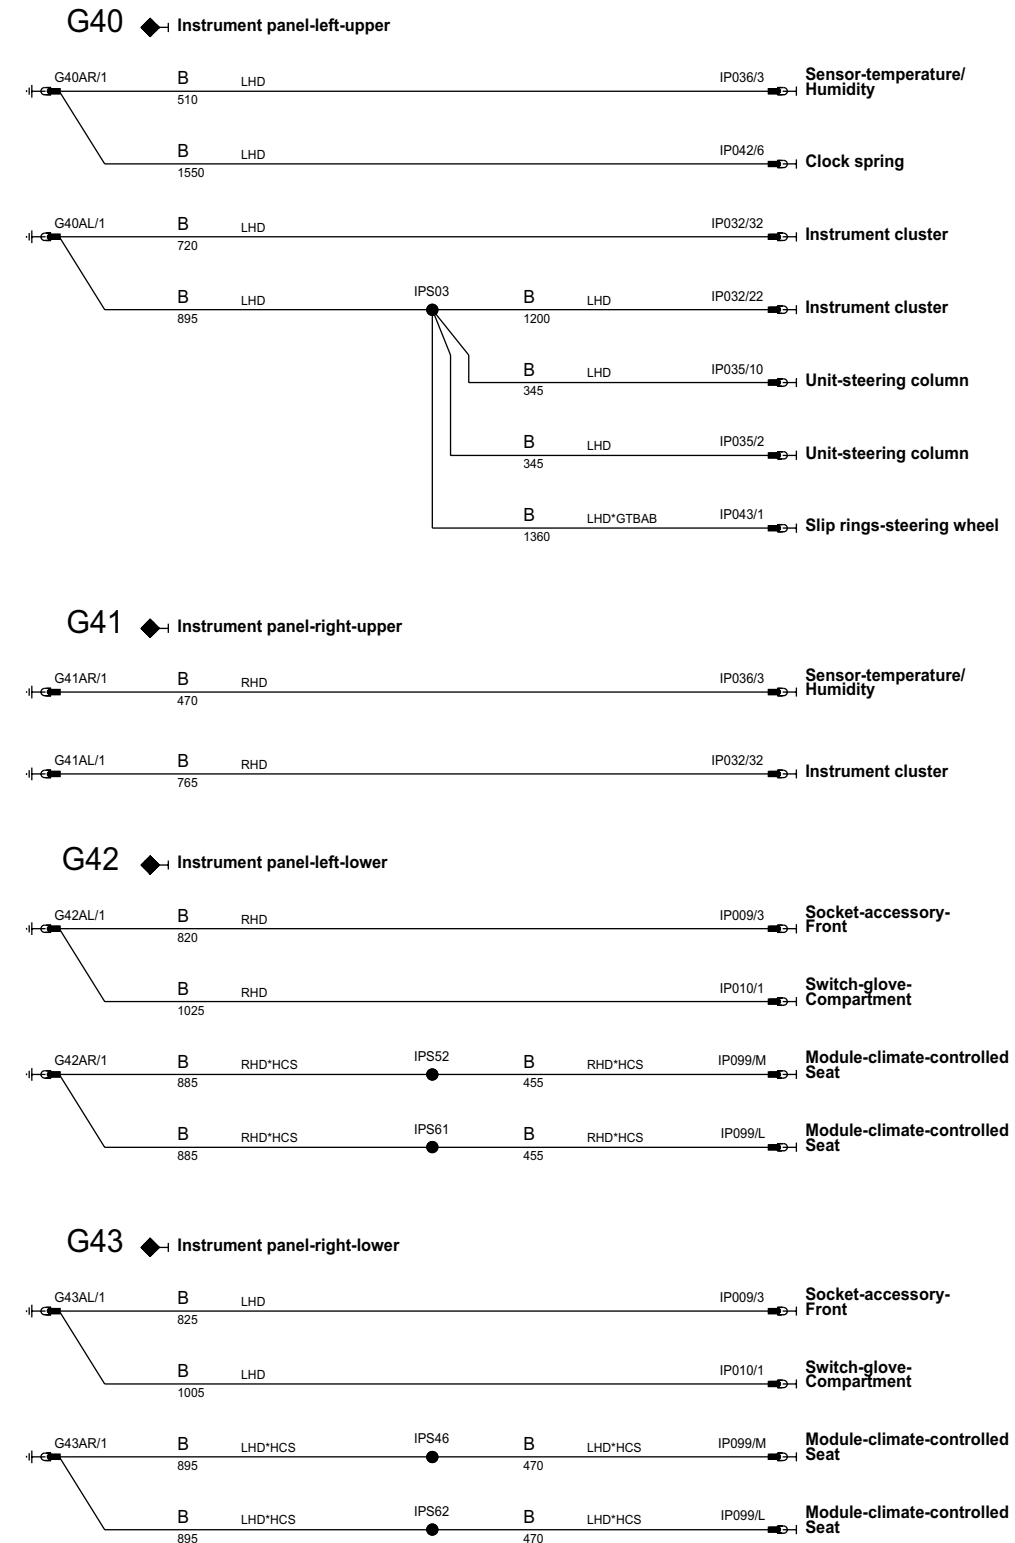 G40 Instrument panel-left-upper
G40AR/1 B LHD IP036/3 Sensor-temperature/
510 Humidity
B LHD IP042/6 Clock spring
1550
G40AL/1 B LHD IP032/32 Instrument cluster
720
B LHD IPS03 B LHD IP032/22 Instrument cluster
895 1200
B LHD IP035/10 Unit-steering column
345
B LHD IP035/2 Unit-steering column
345
B LHD*GTBAB IP043/1 Slip rings-steering wheel
1360
G41 Instrument panel-right-upper
G41AR/1 B RHD IP036/3 Sensor-temperature/
470 Humidity
G41AL/1 B RHD IP032/32 Instrument cluster
765
G42 Instrument panel-left-lower
G42AL/1 B RHD IP009/3 Socket-accessory-
820 Front
B RHD IP010/1 Switch-glove-
1025 Compartment
G42AR/1 B RHD*HCS IPS52 B RHD*HCS IP099/M Module-climate-controlled
885 455 Seat
B RHD*HCS IPS61 B RHD*HCS IP099/L Module-climate-controlled
885 455 Seat
G43 Instrument panel-right-lower
G43AL/1 B LHD IP009/3 Socket-accessory-
825 Front
B LHD IP010/1 Switch-glove-
1005 Compartment
G43AR/1 B LHD*HCS IPS46 B LHD*HCS IP099/M Module-climate-controlled
895 470 Seat
B LHD*HCS IPS62 B LHD*HCS IP099/L Module-climate-controlled
895 470 Seat